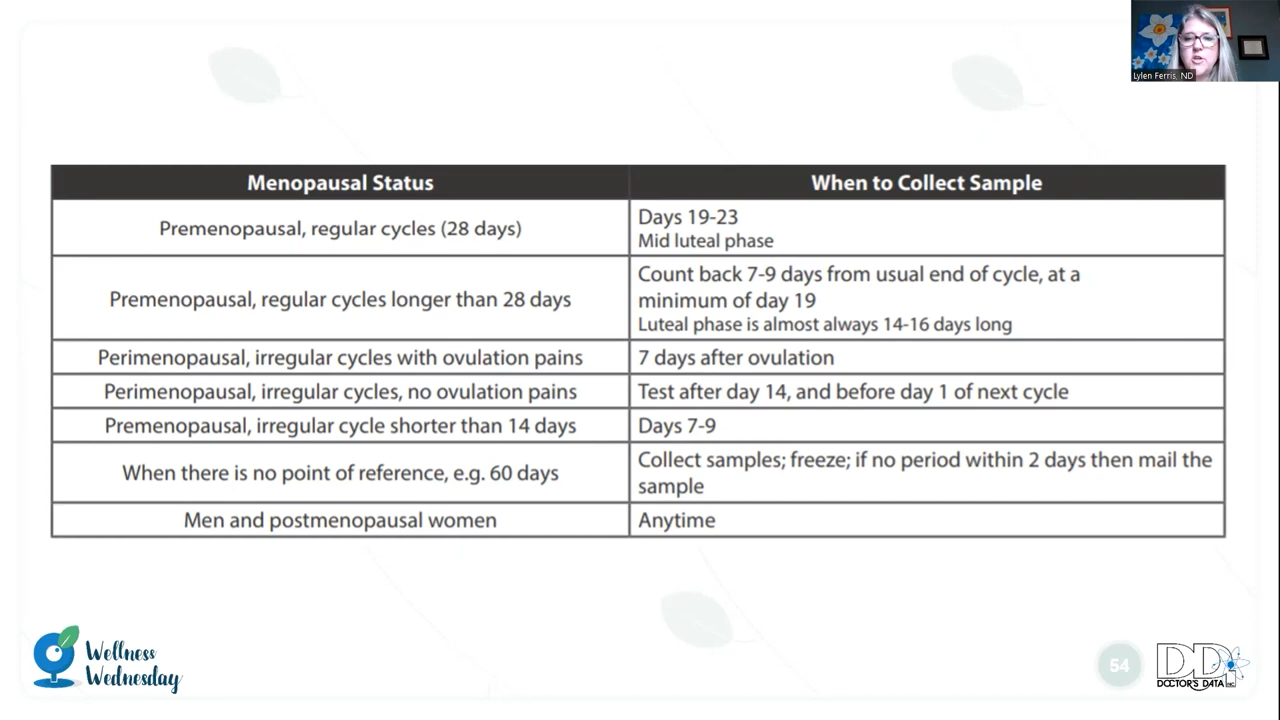 Lylen Ferris, ND
Menopausal Status
When to Collect Sample
Premenopausal, regular cycles (28 days)
Days 19-23
Mid luteal phase
Premenopausal, regular cycles longer than 28 days
Count back 7-9 days from usual end of cycle, at a
minimum of day 19
Luteal phase is almost always 14-16 days long
Perimenopausal, irregular cycles with ovulation pains
7 days after ovulation
Perimenopausal, irregular cycles, no ovulation pains
Test after day 14, and before day 1 of next cycle
Premenopausal, irregular cycle shorter than 14 days
Days 7-9
When there is no point of reference, e.g. 60 days
Collect samples; freeze; if no period within 2 days then mail the
sample
Men and postmenopausal women
Anytime
Wellness
Wednesday
54
DDI
DOCTOR'S DATA INC.